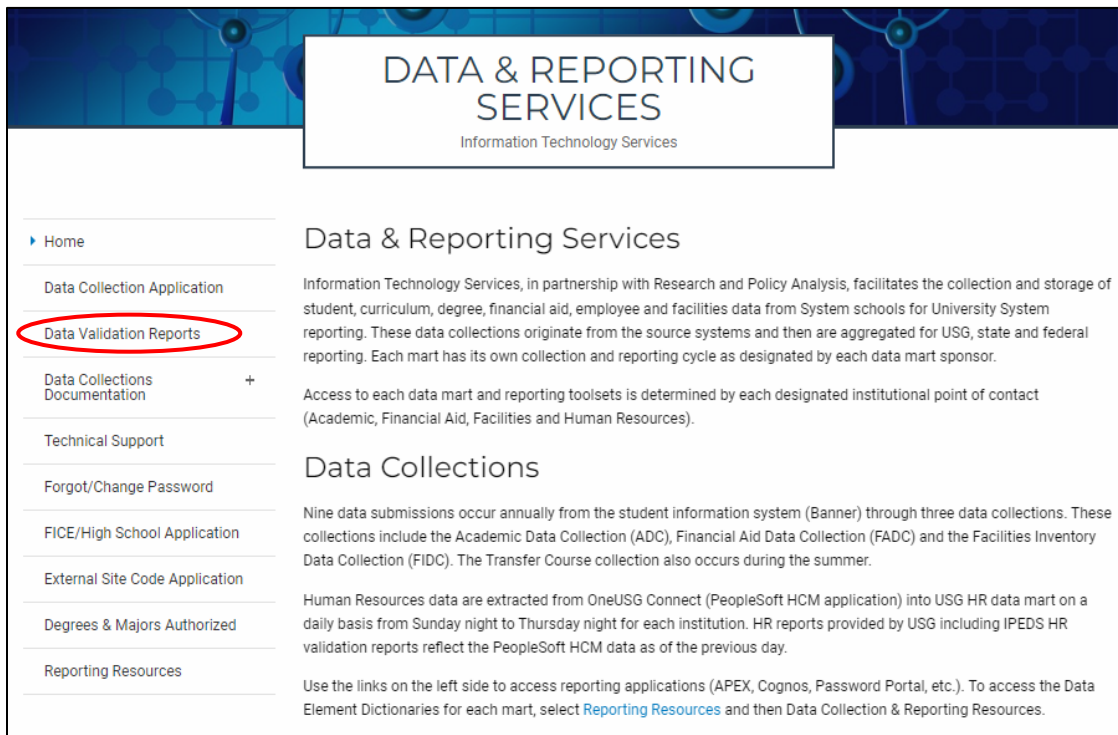 DATA & REPORTING
SERVICES
Information Technology Services
Home
Data Collection Application
Data Validation Reports
Data Collections +
Documentation
Technical Support
Forgot/Change Password
FICE/High School Application
External Site Code Application
Degrees & Majors Authorized
Reporting Resources
Data & Reporting Services
Information Technology Services, in partnership with Research and Policy Analysis, facilitates the collection and storage of
student, curriculum, degree, financial aid, employee and facilities data from System schools for University System
reporting. These data collections originate from the source systems and then are aggregated for USG, state and federal
reporting. Each mart has its own collection and reporting cycle as designated by each data mart sponsor.
Access to each data mart and reporting toolsets is determined by each designated institutional point of contact
(Academic, Financial Aid, Facilities and Human Resources).
Data Collections
Nine data submissions occur annually from the student information system (Banner) through three data collections. These
collections include the Academic Data Collection (ADC), Financial Aid Data Collection (FADC) and the Facilities Inventory
Data Collection (FIDC). The Transfer Course collection also occurs during the summer.
Human Resources data are extracted from OneUSG Connect (PeopleSoft HCM application) into USG HR data mart on a
daily basis from Sunday night to Thursday night for each institution. HR reports provided by USG including IPEDS HR
validation reports reflect the PeopleSoft HCM data as of the previous day.
Use the links on the left side to access reporting applications (APEX, Cognos, Password Portal, etc.). To access the Data
Element Dictionaries for each mart, select Reporting Resources and then Data Collection & Reporting Resources.